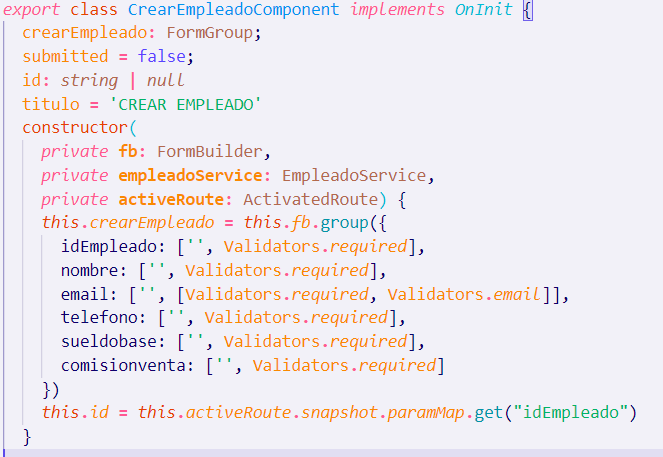 export class CrearEmpleadoComponent implements OnInit {
  crearEmpleado: FormGroup;
  submitted = false;
  id: string | null
  titulo = 'CREAR EMPLEADO'
  constructor(
    private fb: FormBuilder,
    private empleadoService: EmpleadoService,
    private activeRoute: ActivatedRoute) {
    this.crearEmpleado = this.fb.group({
      idEmpleado: ['', Validators.required],
      nombre: ['', Validators.required],
      email: ['', [Validators.required, Validators.email]],
      telefono: ['', Validators.required],
      sueldobase: ['', Validators.required],
      comisionventa: ['', Validators.required]
    })
    this.id = this.activeRoute.snapshot.paramMap.get("idEmpleado")
  }